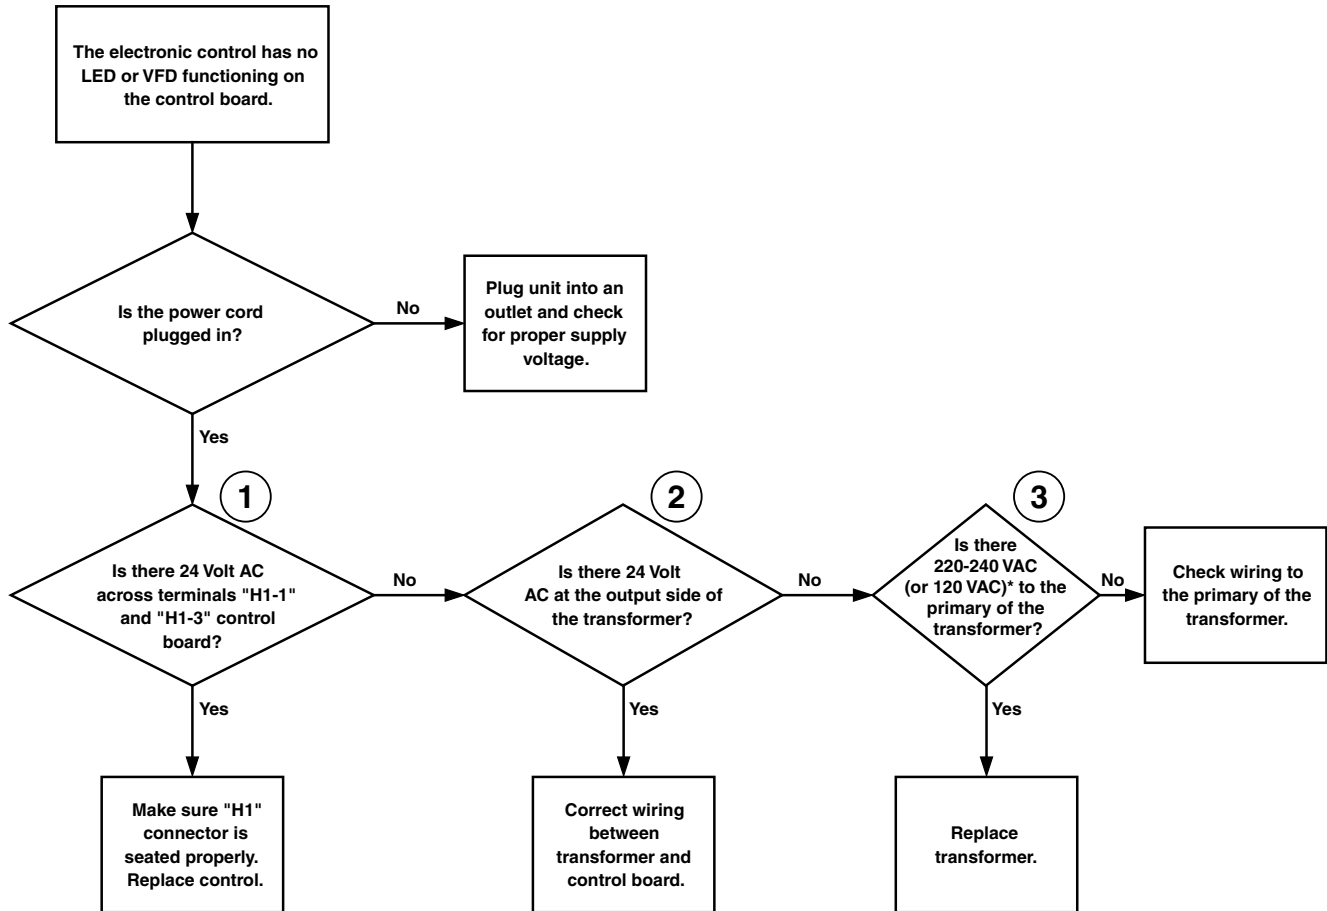 The electronic control has no
LED or VFD functioning on
the control board.
Is the power cord
plugged in?
No
Plug unit into an
outlet and check
for proper supply
voltage.
Yes
1
Is there 24 Volt AC
across terminals "H1-1"
and "H1-3" control
board?
No
2
Is there 24 Volt
AC at the output side of
the transformer?
No
3
Is there
220-240 VAC
(or 120 VAC)* to the
primary of the
transformer?
No
Check wiring to
the primary of the
transformer.
Yes
Make sure "H1"
connector is
seated properly.
Replace control.
Yes
Correct wiring
between
transformer and
control board.
Yes
Replace
transformer.